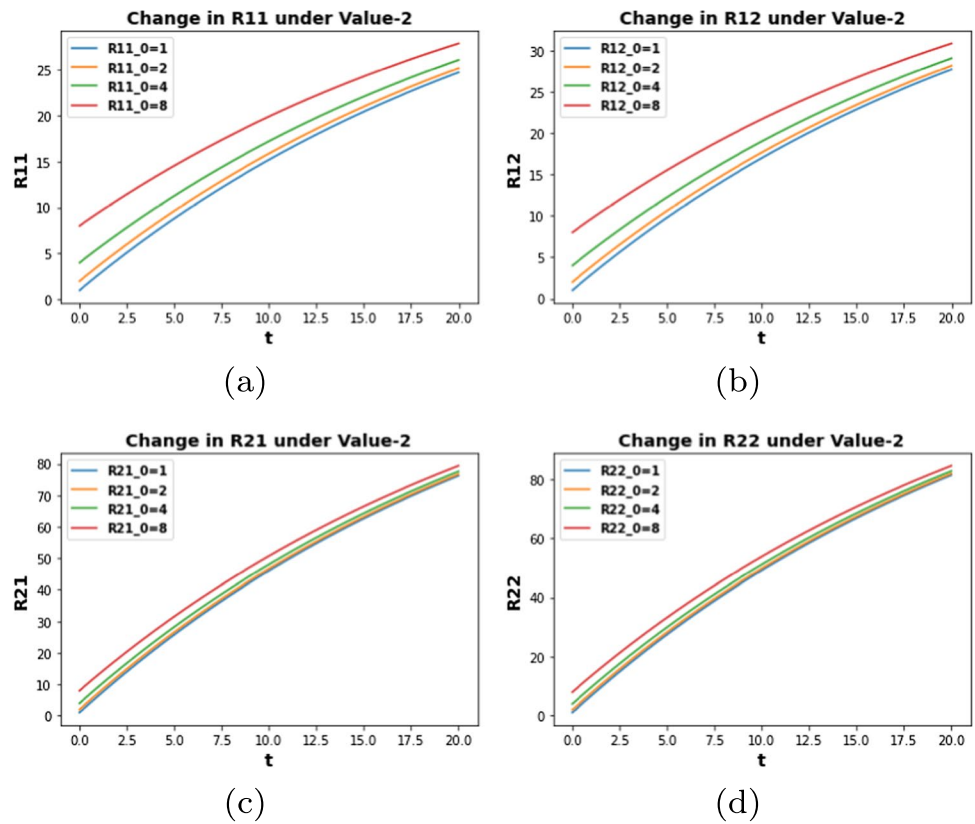 Change in R11 under Value-2
R11_0=1
R11_0=2
R11_0=4
R11_0=8
R11
25
20
15
10
5
0
0.0 2.5 5.0 7.5 10.0 12.5 15.0 17.5 20.0
t
(a)
Change in R12 under Value-2
R12_0=1
R12_0=2
R12_0=4
R12_0=8
R12
30
25
20
15
10
5
0
0.0 2.5 5.0 7.5 10.0 12.5 15.0 17.5 20.0
t
(b)
Change in R21 under Value-2
R21_0=1
R21_0=2
R21_0=4
R21_0=8
R21
80
70
60
50
40
30
20
10
0
0.0 2.5 5.0 7.5 10.0 12.5 15.0 17.5 20.0
t
(c)
Change in R22 under Value-2
R22_0=1
R22_0=2
R22_0=4
R22_0=8
R22
80
60
40
20
0
0.0 2.5 5.0 7.5 10.0 12.5 15.0 17.5 20.0
t
(d)